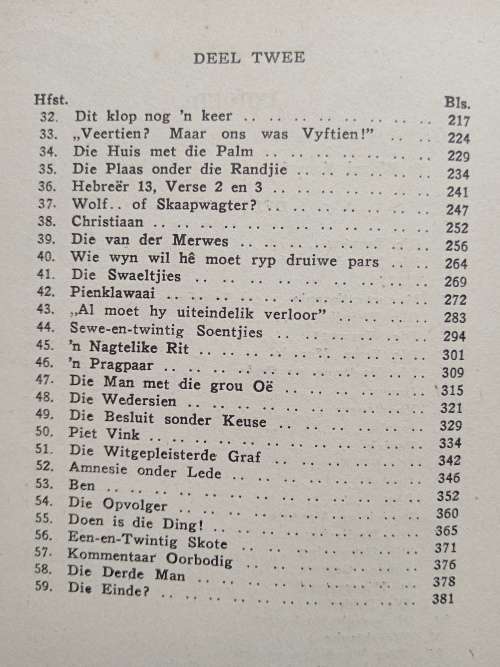 DEEL TWEE
Hfst. Bls.
32. Dit klop nog 'n keer .. .. .. .. .. .. .. .. 217
33. „Veertien? Maar ons was Vyftien!” .. .. .. 224
34. Die Huis met die Palm .. .. .. .. .. .. .. 229
35. Die Plaas onder die Randjie .. .. .. .. .. .. 234
36. Hebreër 13, Verse 2 en 3 .. .. .. .. .. .. .. 241
37. Wolf.. of Skaapwagter? .. .. .. .. .. .. .. 247
38. Christiaan .. .. .. .. .. .. .. .. .. .. .. 252
39. Die van der Merwes .. .. .. .. .. .. .. .. 256
40. Wie wyn wil hê moet ryp druiwe pars .. .. .. 264
41. Die Swaeltjies .. .. .. .. .. .. .. .. .. .. 269
42. Pienklawaai .. .. .. .. .. .. .. .. .. .. .. 272
43. „Al moet hy uiteindelik verloor” .. .. .. .. 283
44. Sewe-en-twintig Soentjies .. .. .. .. .. .. 294
45. 'n Nagtelike Rit .. .. .. .. .. .. .. .. .. 301
46. 'n Pragpaar .. .. .. .. .. .. .. .. .. .. .. 309
47. Die Man met die grou Oë .. .. .. .. .. .. 315
48. Die Wedersien .. .. .. .. .. .. .. .. .. .. 321
49. Die Besluit sonder Keuse .. .. .. .. .. .. 329
50. Piet Vink .. .. .. .. .. .. .. .. .. .. .. 334
51. Die Witgepleisterde Graf .. .. .. .. .. .. 342
52. Amnesie onder Lede .. .. .. .. .. .. .. .. 346
53. Ben .. .. .. .. .. .. .. .. .. .. .. .. .. 352
54. Die Opvolger .. .. .. .. .. .. .. .. .. .. 360
55. Doen is die Ding! .. .. .. .. .. .. .. .. 365
56. Een-en-Twintig Skote .. .. .. .. .. .. .. 371
57. Kommentaar Oorbodig .. .. .. .. .. .. .. 376
58. Die Derde Man .. .. .. .. .. .. .. .. .. 378
59. Die Einde? .. .. .. .. .. .. .. .. .. .. 381